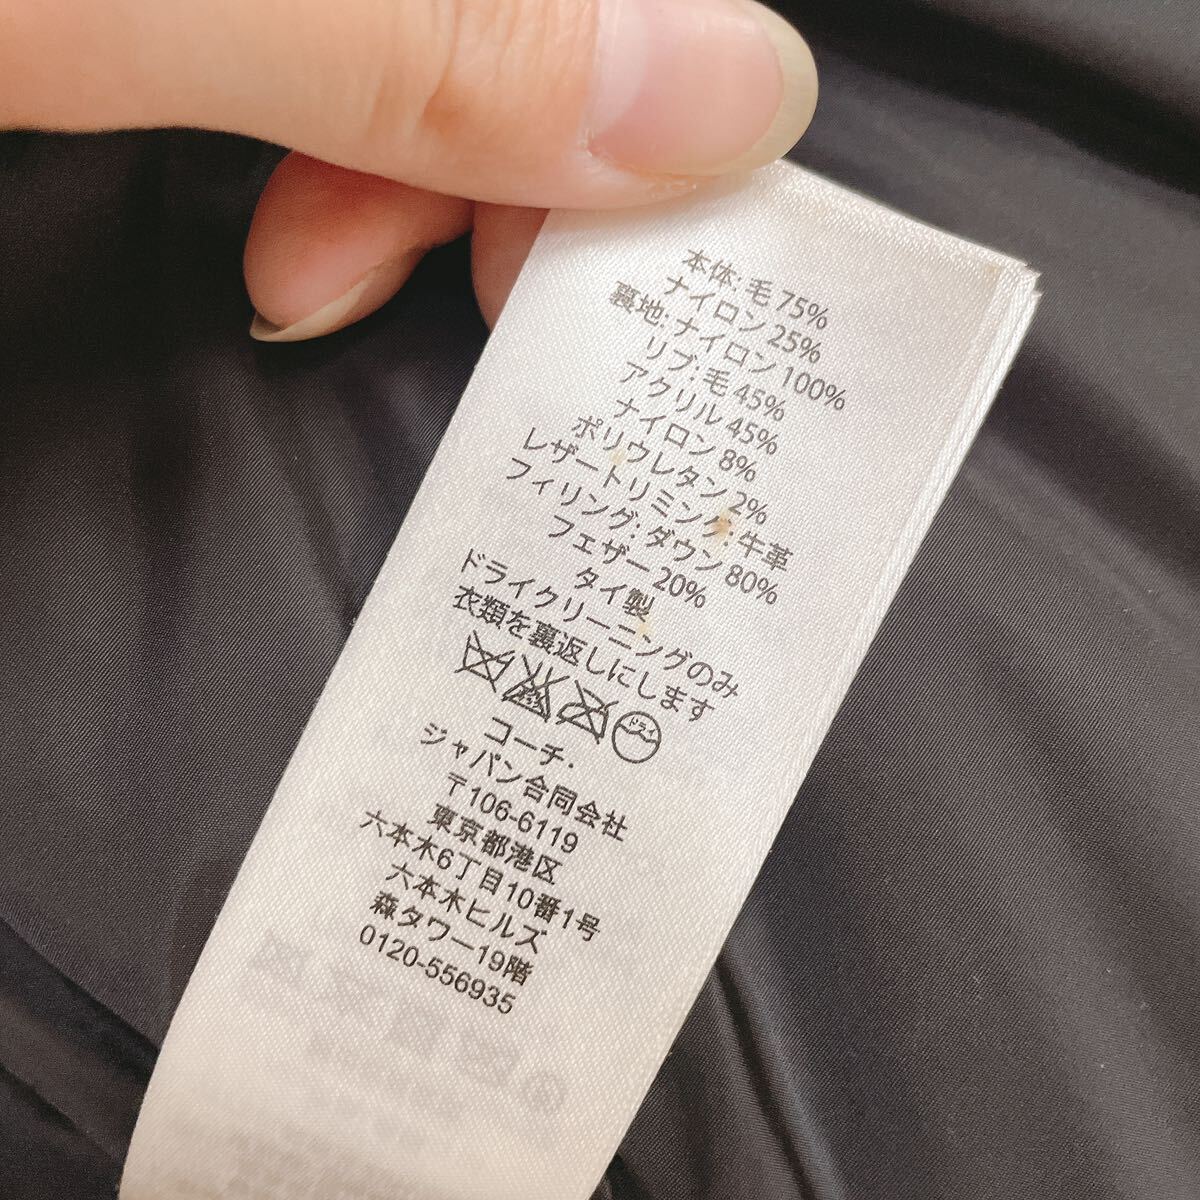 本体: 毛 75%
ナイロン 25%
裏地: ナイロン 100%
リブ: 毛 45%
アクリル 45%
ナイロン 8%
ポリウレタン 2%
レザートリミング: 牛革
フィリング: ダウン 80%
フェザー 20%
タイ製
ドライクリーニングのみ
衣類を裏返しにします
ドライ
コーチ・
ジャパン合同会社
〒106-6119
東京都港区
六本木6丁目10番1号
六本木ヒルズ
森タワー19階
0120-556935